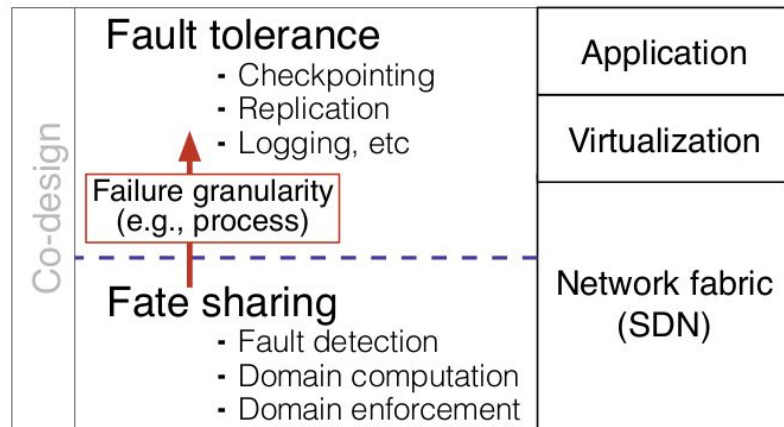 Co-design
Fault tolerance
- Checkpointing
- Replication
- Logging, etc
Failure granularity
(e.g., process)
Fate sharing
- Fault detection
- Domain computation
- Domain enforcement
Application
Virtualization
Network fabric
(SDN)